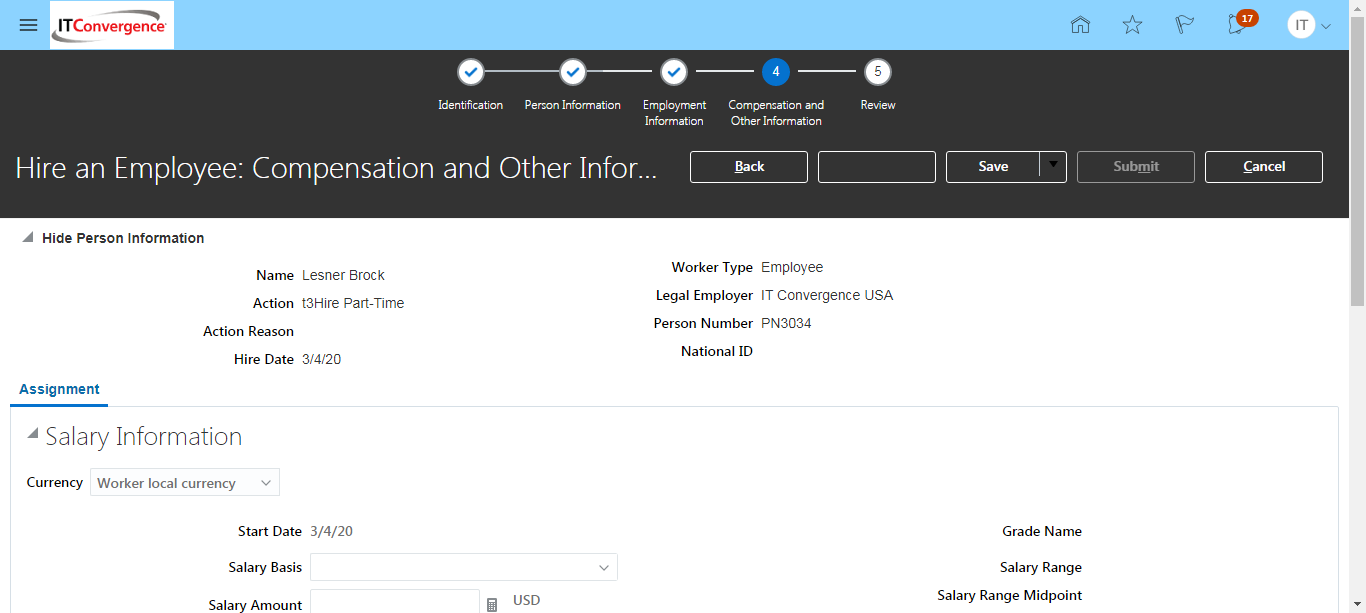 ITConvergence
17
IT
4
5
Identification
Person Information
Employment Information
Compensation and Other Information
Review
Hire an Employee: Compensation and Other Infor...
Back
Save
Submit
Cancel
Hide Person Information
Name Lesner Brock
Action t3Hire Part-Time
Action Reason
Hire Date 3/4/20
Worker Type Employee
Legal Employer IT Convergence USA
Person Number PN3034
National ID
Assignment
Salary Information
Currency Worker local currency
Start Date 3/4/20
Salary Basis
Salary Amount USD
Grade Name
Salary Range
Salary Range Midpoint